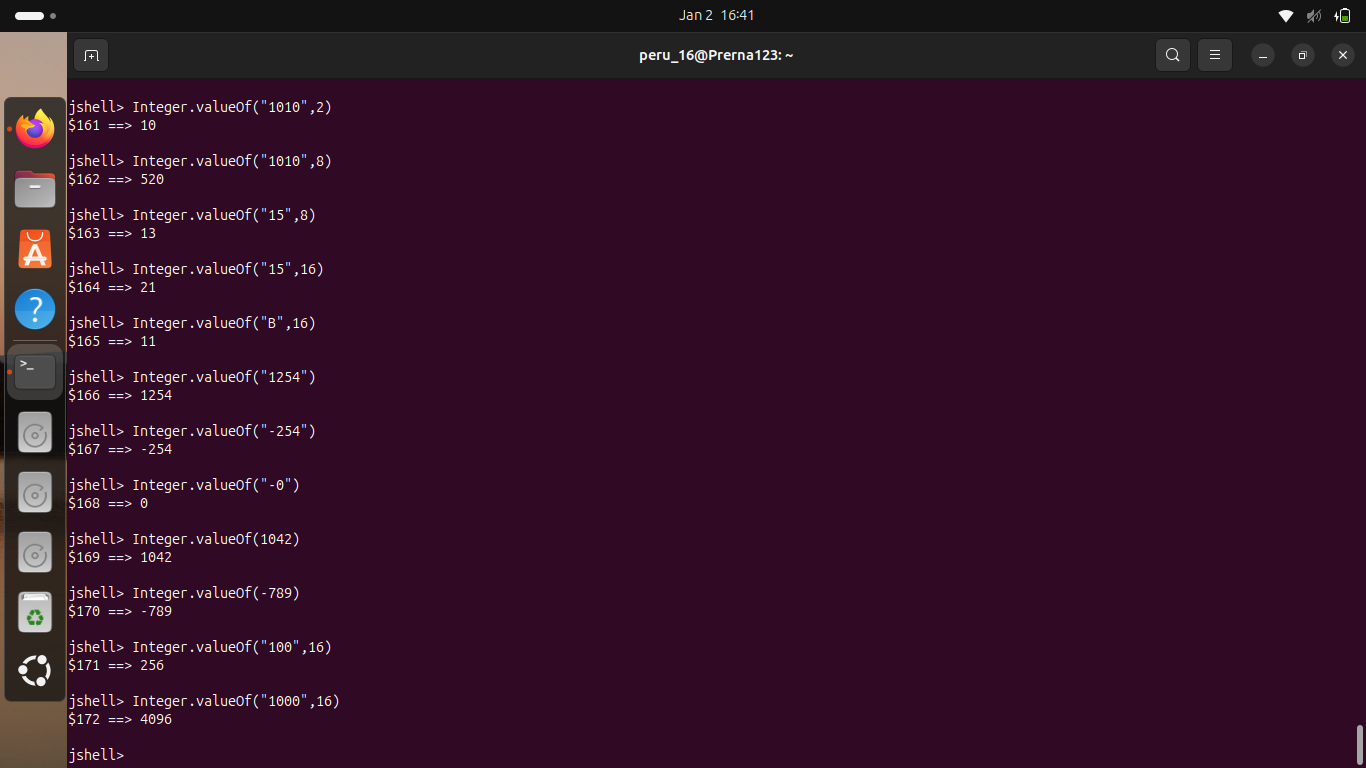 Jan 2 16:41
peru_16@Prerna123: ~
jshell> Integer.valueOf("1010",2)
$161 ==> 10
jshell> Integer.valueOf("1010",8)
$162 ==> 520
jshell> Integer.valueOf("15",8)
$163 ==> 13
jshell> Integer.valueOf("15",16)
$164 ==> 21
jshell> Integer.valueOf("B",16)
$165 ==> 11
jshell> Integer.valueOf("1254")
$166 ==> 1254
jshell> Integer.valueOf("-254")
$167 ==> -254
jshell> Integer.valueOf("-0")
$168 ==> 0
jshell> Integer.valueOf(1042)
$169 ==> 1042
jshell> Integer.valueOf(-789)
$170 ==> -789
jshell> Integer.valueOf("100",16)
$171 ==> 256
jshell> Integer.valueOf("1000",16)
$172 ==> 4096
jshell>